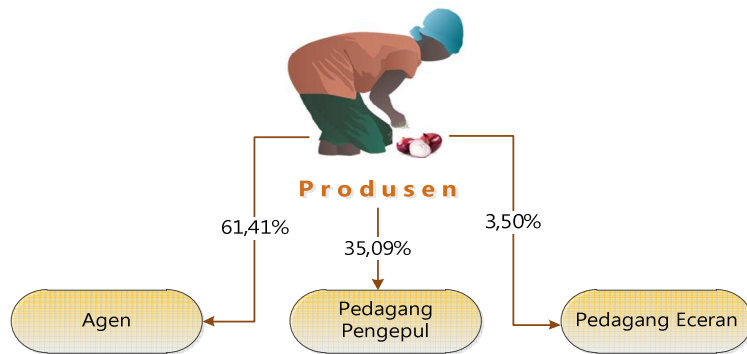 Produsen
61,41%
35,09%
3,50%
Agen
Pedagang
Pengepul
Pedagang Eceran